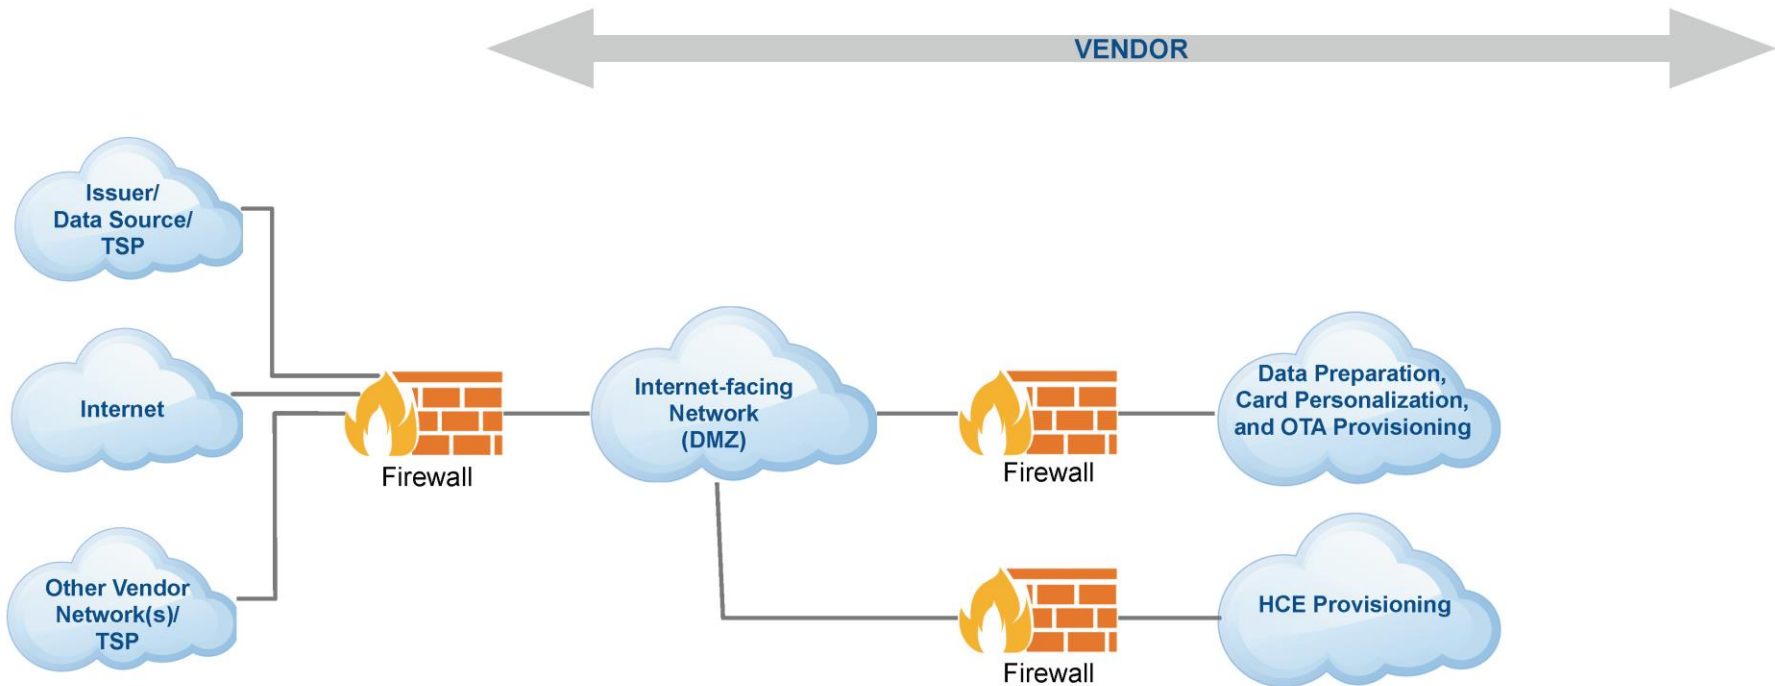 VENDOR
Issuer/
Data Source/
TSP
Internet
Other Vendor
Network(s)/
TSP
Firewall
Internet-facing
Network
(DMZ)
Firewall
Data Preparation,
Card Personalization,
and OTA Provisioning
Firewall
HCE Provisioning